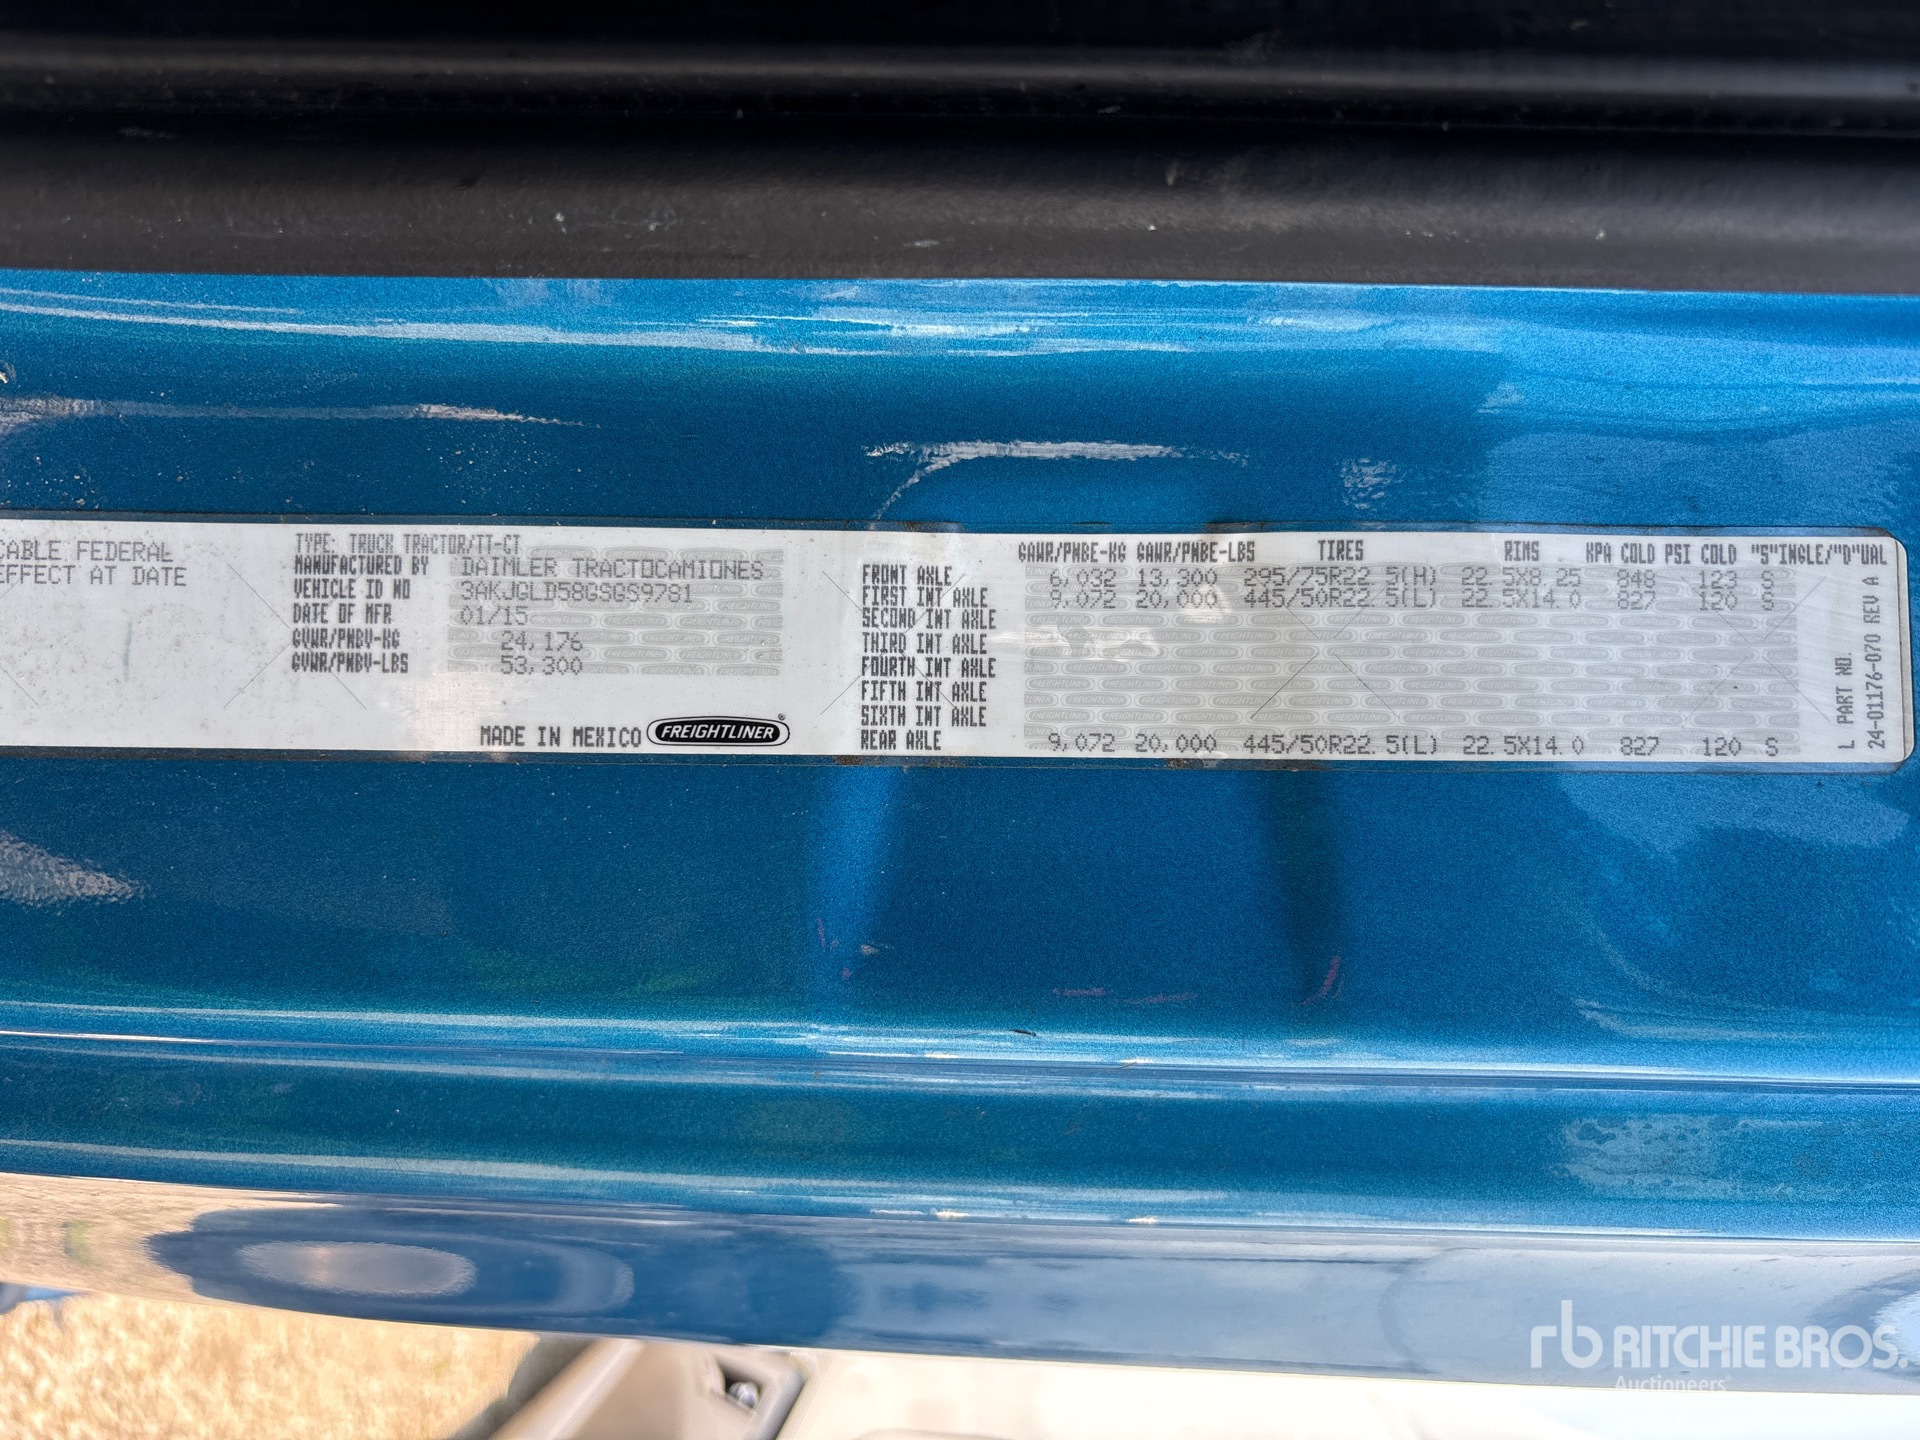 CABLE FEDERAL
EFFECT AT DATE
TYPE: TRUCK TRACTOR/TT-CT
MANUFACTURED BY DAIMLER TRACTOCAMIONES
VEHICLE ID NO 3AKJGLD58GSGS9781
DATE OF MFR 01/15
GVWR/PNBV-KG 24,176
GVWR/PNBV-LBS 53,300
MADE IN MEXICO FREIGHTLINER®
GAWR/PNBE-KG GAWR/PNBE-LBS TIRES RIMS KPA COLD PSI COLD "S"INGLE/"D"UAL
FRONT AXLE 6,032 13,300 295/75R22.5(H) 22.5X8.25 848 123 S
FIRST INT AXLE 9,072 20,000 445/50R22.5(L) 22.5X14.0 827 120 S
SECOND INT AXLE
THIRD INT AXLE
FOURTH INT AXLE
FIFTH INT AXLE
SIXTH INT AXLE
REAR AXLE 9,072 20,000 445/50R22.5(L) 22.5X14.0 827 120 S
L PART NO.
24-01176-070 REV A
rb RITCHIE BROS.
Auctioneers